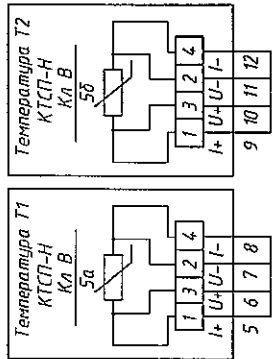 Температура Т2
КТСП-Н
Кл В
5б
1 3 2 4
I+ U+ U- I-
9 10 11 12
Температура Т1
КТСП-Н
Кл В
5а
1 3 2 4
I+ U+ U- I-
5 6 7 8